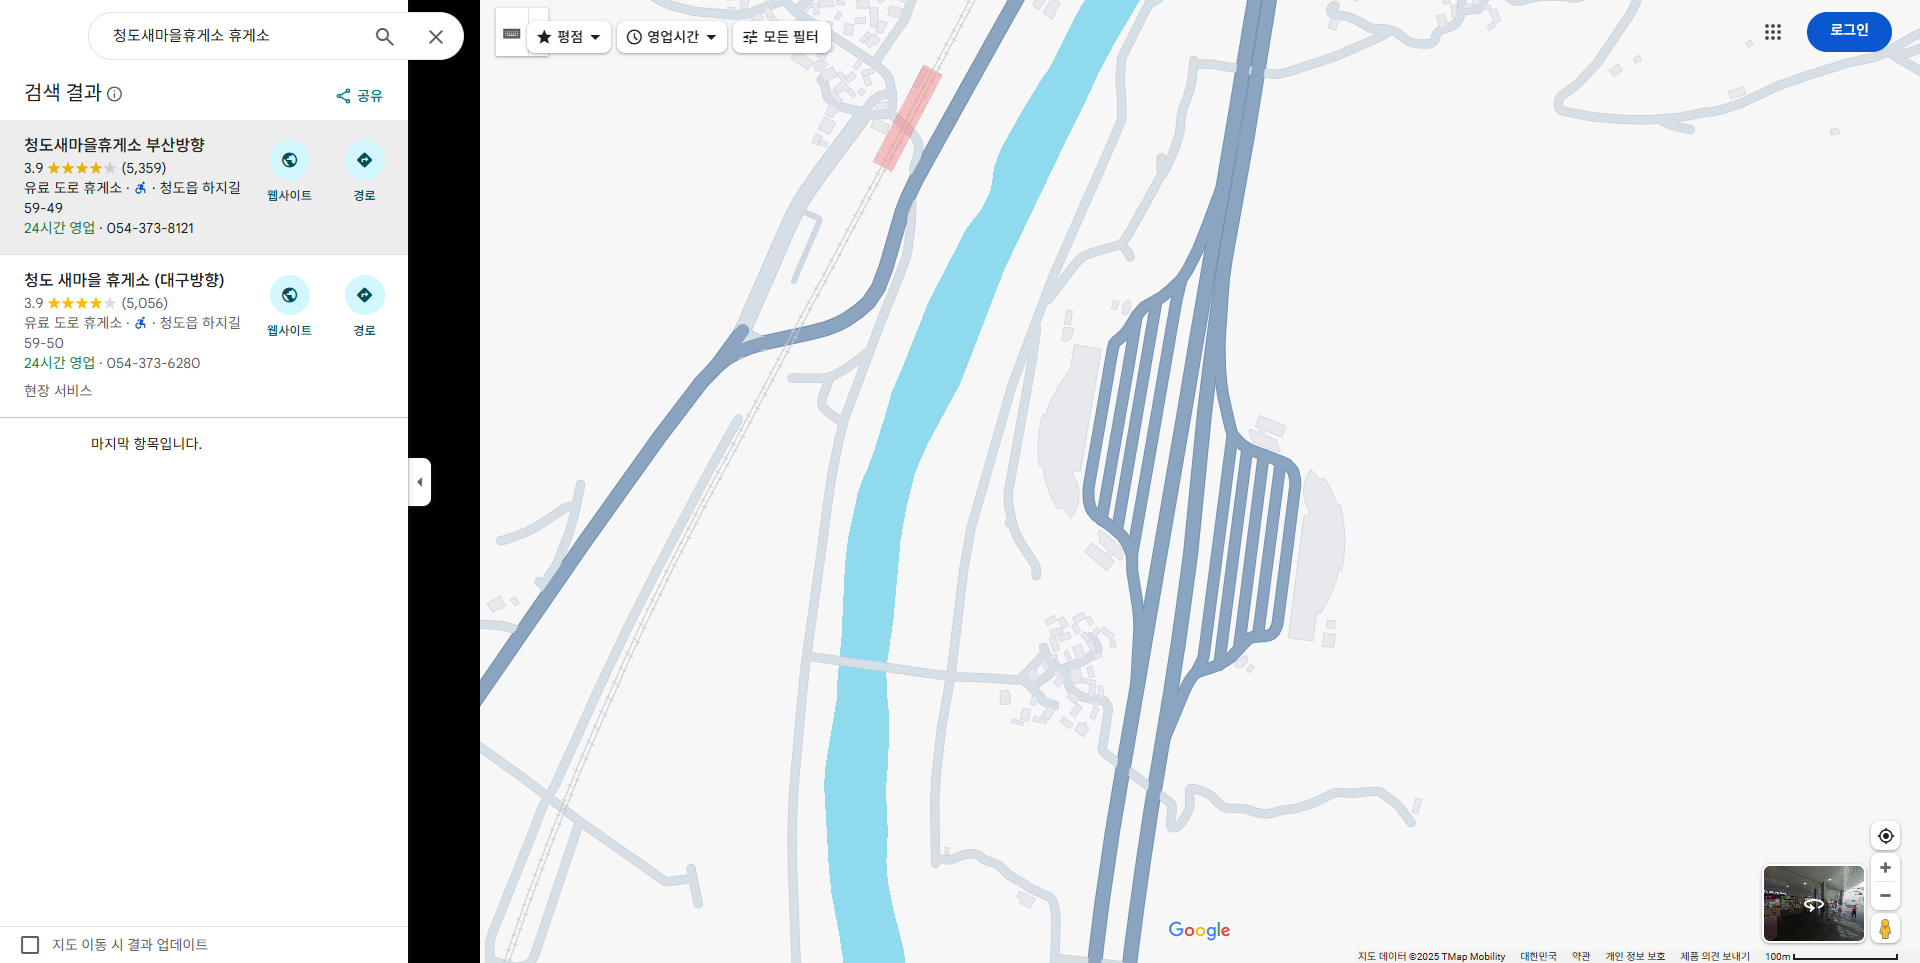 청도새마을휴게소 휴게소
평점
영업시간
모든 필터
로그인
검색 결과
공유
청도새마을휴게소 부산방향
3.9 (5,359)
유료 도로 휴게소 · · 청도읍 하지길
59-49
24시간 영업 · 054-373-8121
웹사이트
경로
청도 새마을 휴게소 (대구방향)
3.9 (5,056)
유료 도로 휴게소 · · 청도읍 하지길
59-50
24시간 영업 · 054-373-6280
현장 서비스
웹사이트
경로
마지막 항목입니다.
지도 이동 시 결과 업데이트
Google
지도 데이터 ©2025 TMap Mobility 대한민국 약관 개인 정보 보호 제품 의견 보내기 100m